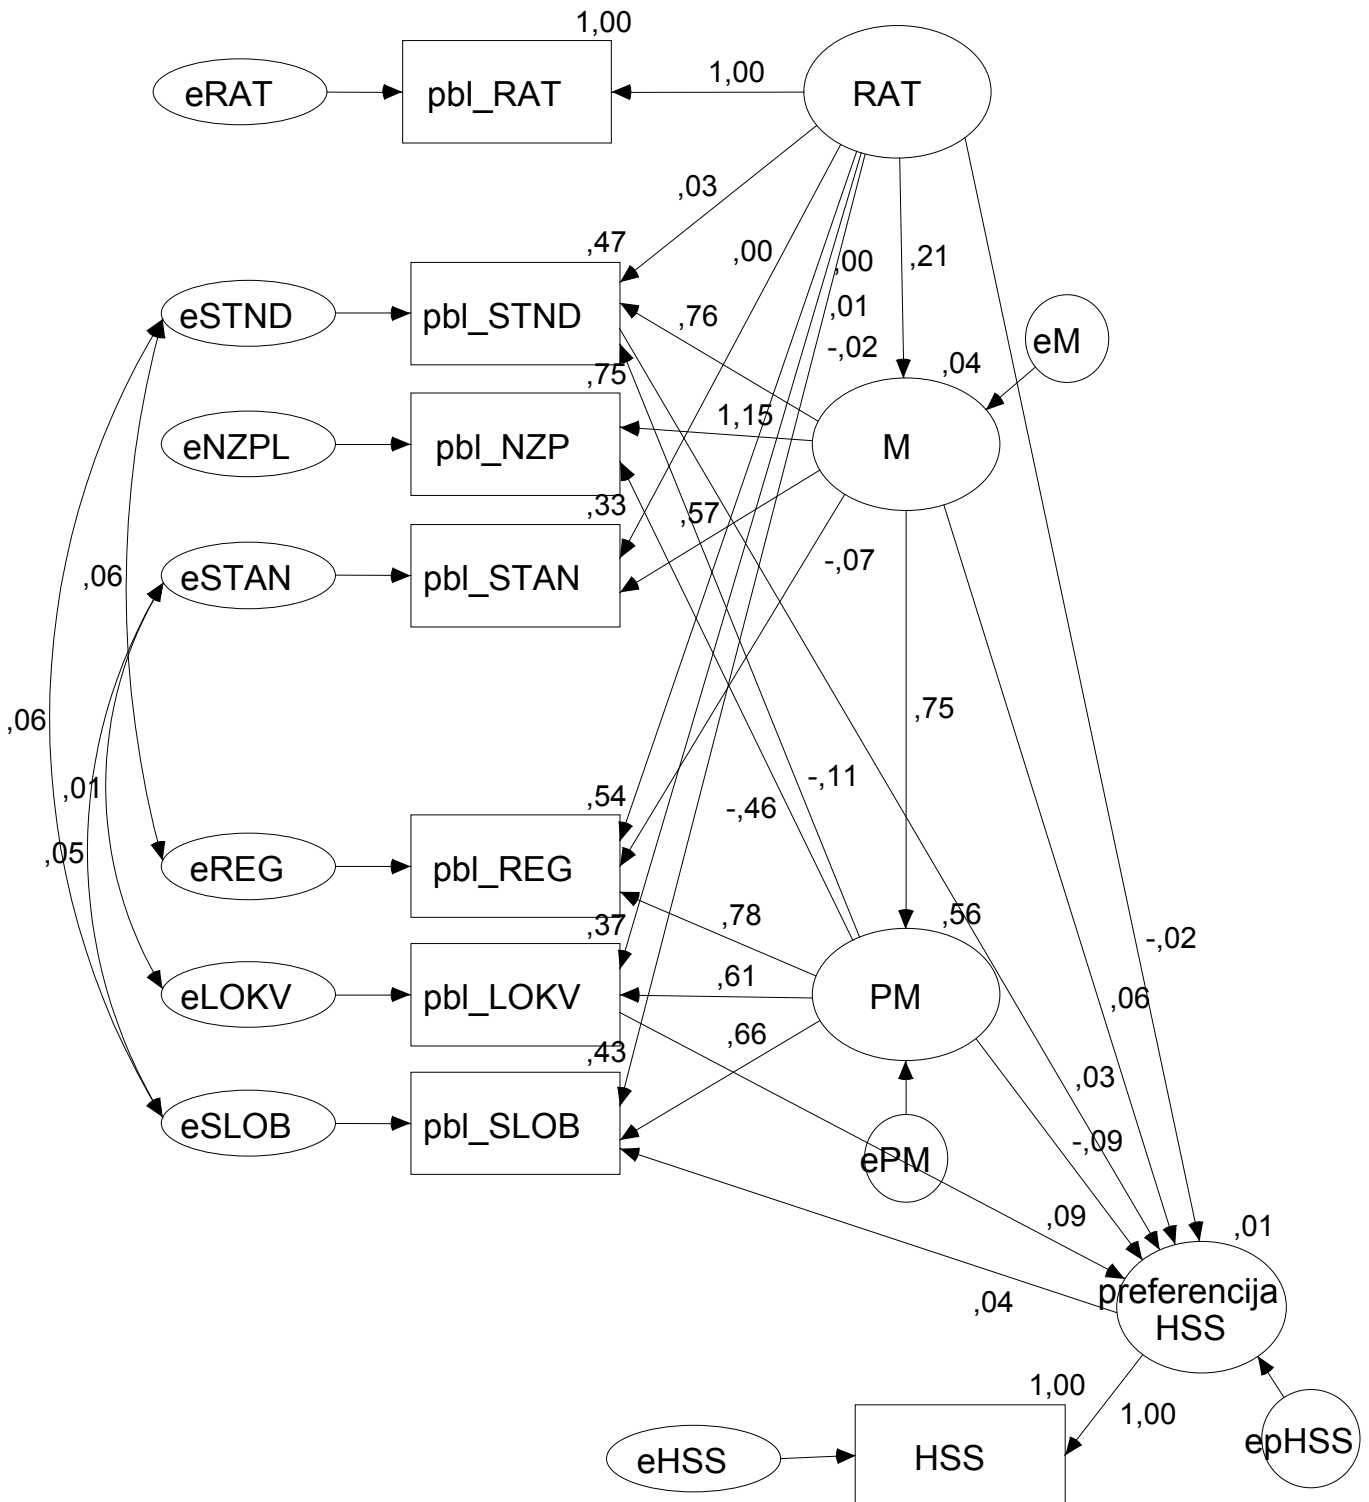 1,00
eRAT
pbl_RAT
1,00
RAT
,03
,47
,00
,00
,21
,01
-,02
eSTND
pbl_STND
,76
eM
,04
,75
1,15
eNZPL
pbl_NZP
M
,33
,57
-,07
,06
eSTAN
pbl_STAN
,06
,75
,01
,05
,54
-,46
-,11
eREG
pbl_REG
,78
,56
,37
-,02
eLOKV
pbl_LOKV
,61
PM
,06
,43
,66
,03
eSLOB
pbl_SLOB
-,09
ePM
,09
,01
,04
preferencija
HSS
1,00
1,00
eHSS
HSS
epHSS